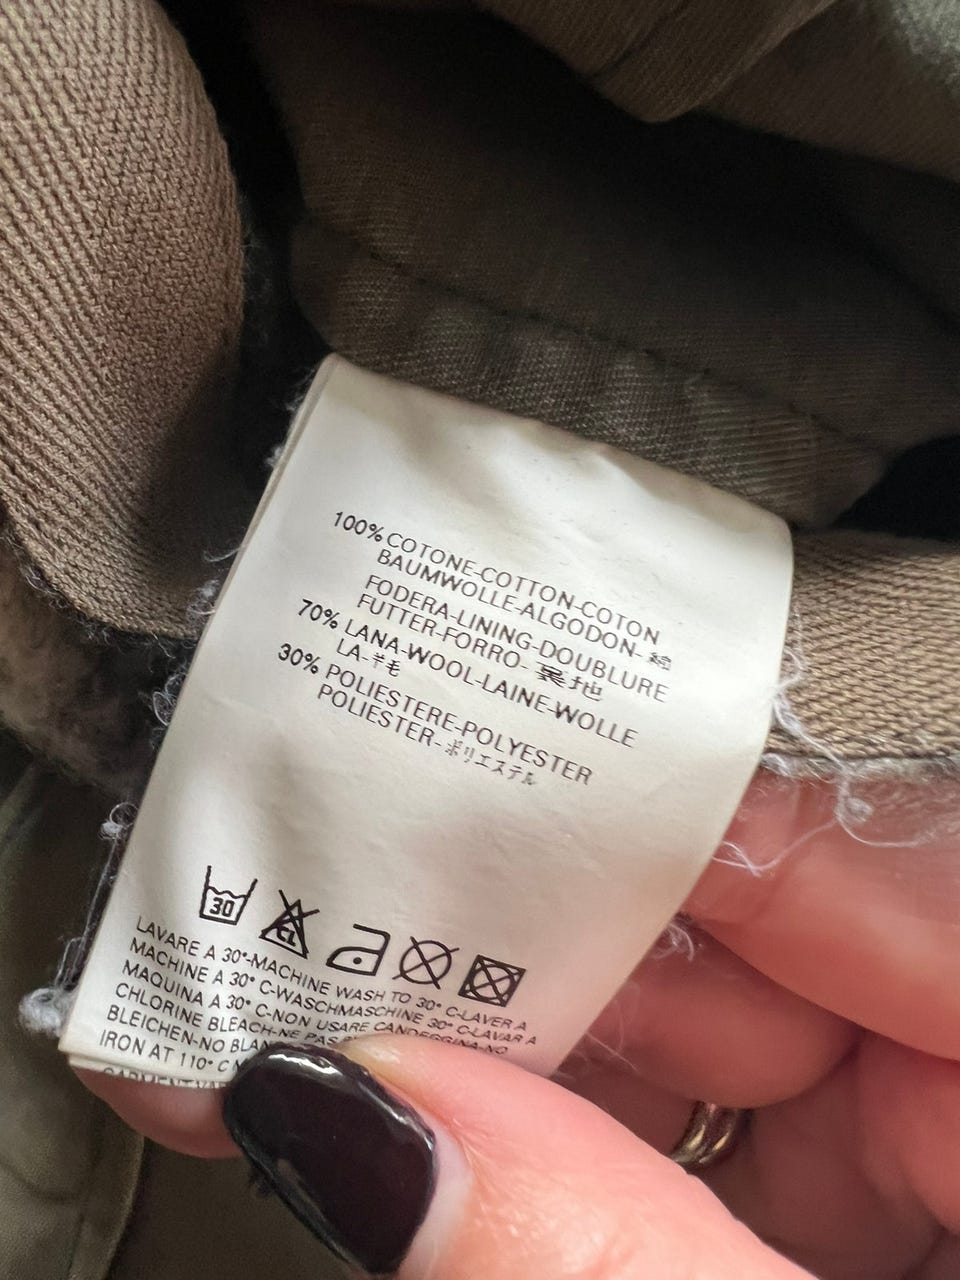 100% COTONE-COTTON-COTON
BAUMWOLLE-ALGODON-綿
FODERA-LINING-DOUBLURE
FUTTER-FORRO-裏地
70% LANA-WOOL-LAINE-WOLLE
LA-羊毛
30% POLIESTERE-POLYESTER
POLIESTER-ポリエステル
30
CL
LAVARE A 30°-MACHINE WASH TO 30° C-LAVER A
MACHINE A 30° C-WASCHMASCHINE 30° C-LAVAR A
MAQUINA A 30° C-NON USARE CANDEGGINA-NO
CHLORINE BLEACH-NE PAS
BLEICHEN-NO
IRON AT 110° C